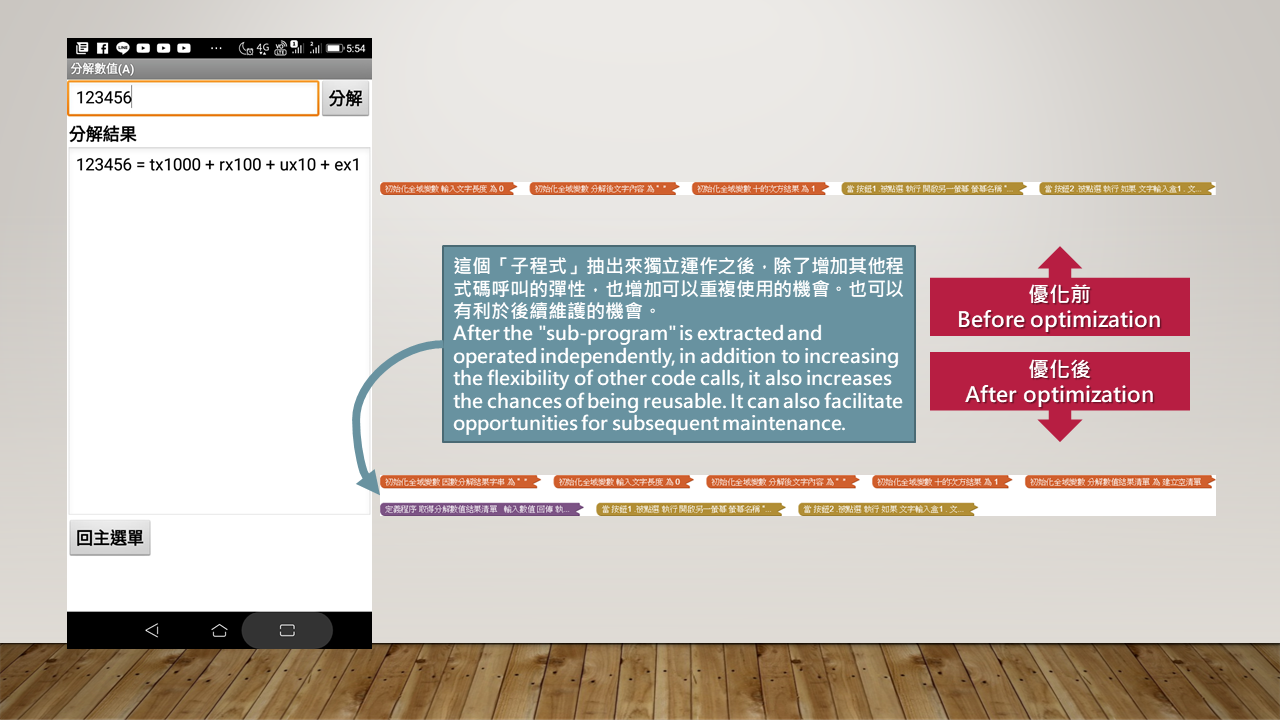 5:54
分解數值(A)
123456
分解
分解結果
123456 = tx1000 + rx100 + ux10 + ex1
回主選單
初始化全域變數 輸入文字長度 為 0
初始化全域變數 分解後文字內容 為 " "
初始化全域變數 十的次方結果 為 1
當 按鈕1 .被點選 執行 開啟另一螢幕 螢幕名稱 "...
當 按鈕2 .被點選 執行 如果 文字輸入盒1 . 文...
這個「子程式」抽出來獨立運作之後，除了增加其他程
式碼呼叫的彈性，也增加可以重複使用的機會。也可以
有利於後續維護的機會。
After the "sub-program" is extracted and
operated independently, in addition to increasing
the flexibility of other code calls, it also increases
the chances of being reusable. It can also facilitate
opportunities for subsequent maintenance.
優化前
Before optimization
優化後
After optimization
初始化全域變數 因數分解結果字串 為 " "
初始化全域變數 輸入文字長度 為 0
初始化全域變數 分解後文字內容 為 " "
初始化全域變數 十的次方結果 為 1
初始化全域變數 分解數值結果清單 為 建立空清單
定義程序 取得分解數值結果清單 輸入數值 回傳 執...
當 按鈕1 .被點選 執行 開啟另一螢幕 螢幕名稱 "...
當 按鈕2 .被點選 執行 如果 文字輸入盒1 . 文...